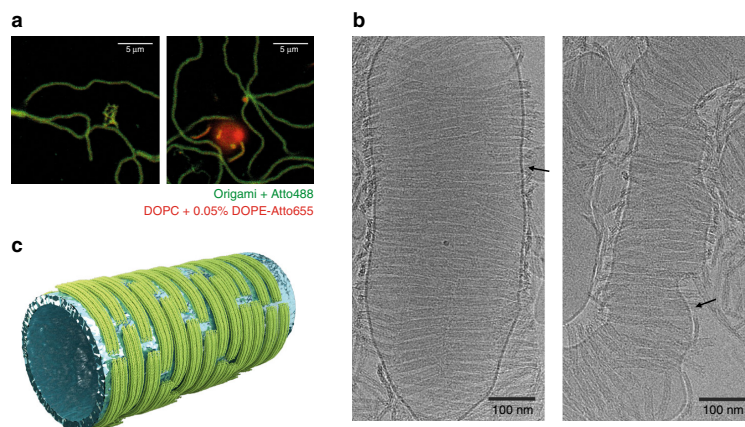 a
5 μm
5 μm
Origami + Atto488
DOPC + 0.05% DOPE-Atto655
b
100 nm
100 nm
c